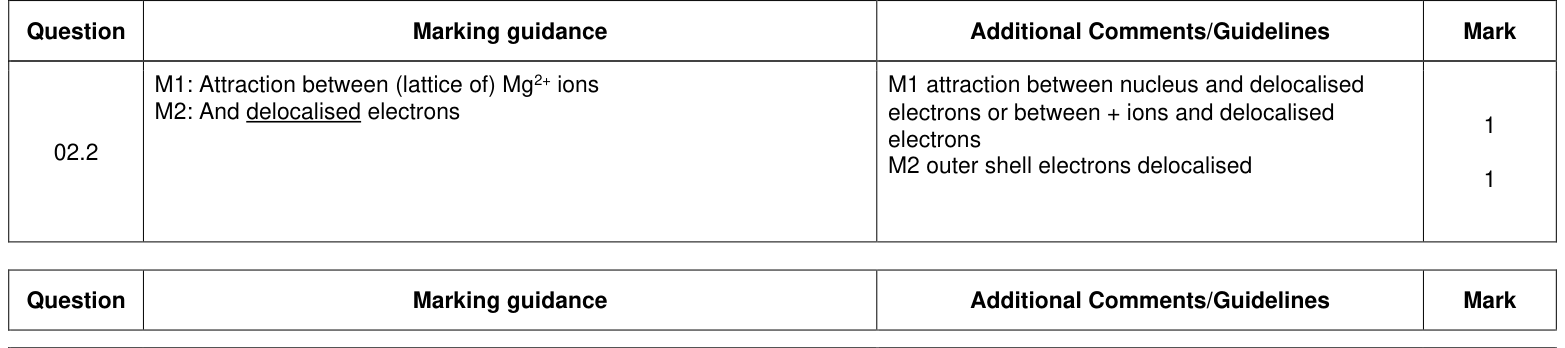 Question Marking guidance Additional Comments/Guidelines Mark
02.2
M1: Attraction between (lattice of) Mg²⁺ ions
M2: And delocalised electrons
M1 attraction between nucleus and delocalised
electrons or between + ions and delocalised
electrons
M2 outer shell electrons delocalised
1
1
Question Marking guidance Additional Comments/Guidelines Mark